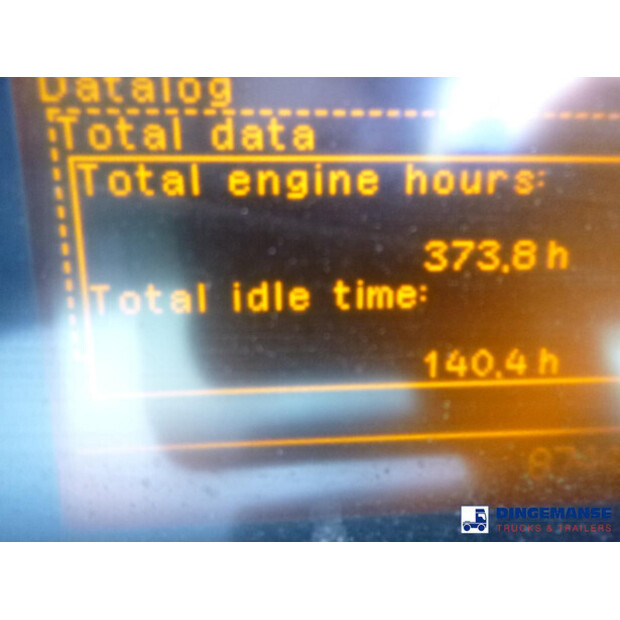 Datalog
Total data
Total engine hours:
373.8 h
Total idle time:
140.4 h
DINGEMANSE
TRUCKS & TRAILERS